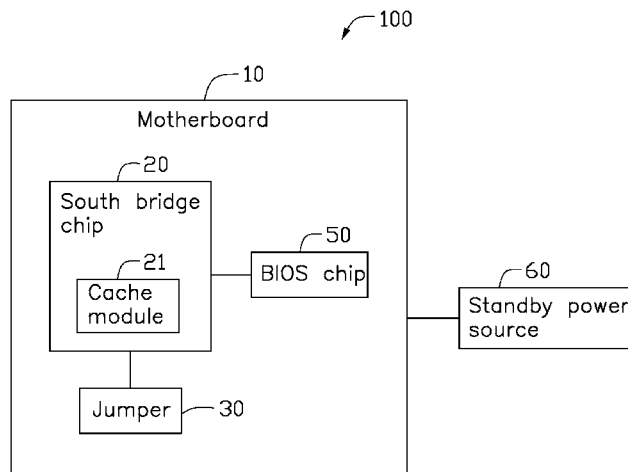 100
10
Motherboard
20
South bridge
chip
21
Cache
module
50
BIOS chip
60
Standby power
source
Jumper
30